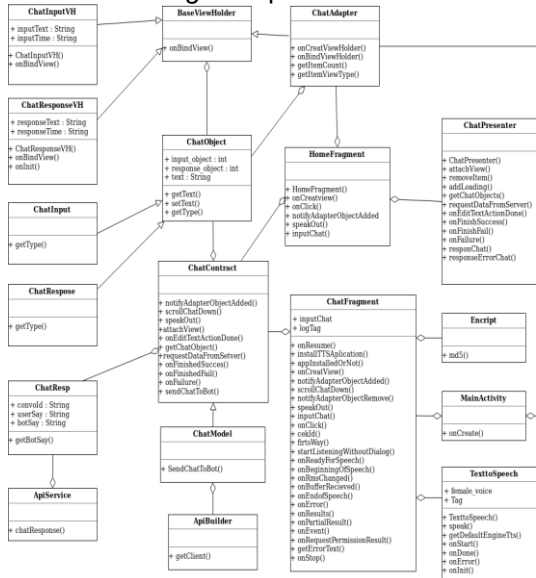 ChatInputVH
+ inputText : String
+ inputTime : String
+ ChatInputVH()
+ onBindView()
BaseViewHolder
+ onBindView()
ChatAdapter
+ onCreatViewHolder()
+ onBindViewHolder()
+ getItemCount()
+ getItemViewType()
ChatResponseVH
+ responseText : String
+ responseTime : String
+ ChatResponseVH()
+ onBindView()
+ onInit()
ChatObject
+ input_object : int
+ response_object : int
+ text : String
+ getText()
+ setText()
+ getType()
HomeFragment
+ HomeFragment()
+ onCreatview()
+ onClick()
+ notifyAdapterObjectAdded
+ speakOut()
+ inputChat()
ChatPresenter
+ ChatPresenter()
+ attachView()
+ removeItem()
+ addLoading()
+ getChatObjects()
+ requestDataFromServer()
+ onEditTextActionDone()
+ onFinishSuccess()
+ onFinishFail()
+ onFailure()
+ responChat()
+ responseErrorChat()
ChatInput
+ getType()
ChatRespose
+ getType()
ChatContract
+ notifyAdapterObjectAdded()
+ scrollChatDown()
+ speakOut()
+attachView()
+ onEditTextActionDone()
+ getChatObject()
+requestDataFromSetver()
+ onFinishedSucces()
+ onFinishedFail()
+ onFailure()
+ sendChatToBot()
ChatFragment
+ inputChat
+ logTag
+ onResume()
+ installTTSAplication()
+ appInstalledOrNot()
+ onCreatView()
+ notifyAdapterObjectAdded()
+ scrollChatDown()
+ notifyAdapterObjectRemove()
+ speakOut()
+ inputChat()
+ onClick()
+ cekId()
+ firtsWay()
+ startListeningWithoutDialog()
+ onReadyForSpeech()
+ onBeginningOfSpeech()
+ onRmsChanged()
+ onBufferRecieved()
+ onEndofSpeech()
+ onError()
+ onResults()
+ onPartialResult()
+ onEvent()
+ onRequestPermissionResult()
+ getErrorText()
+ onStop()
Encript
+ md5()
MainActivity
+ onCreate()
TexttoSpeech
+ female_voice
+ Tag
+ TexttoSpeech()
+ speak()
+ getDefaultEngineTts()
+ onStart()
+ onDone()
+ onError()
+ onInit()
ChatResp
+ convoId : String
+ userSay : String
+ botSay : String
+ getBotSay()
ChatModel
+ SendChatToBot()
ApiService
+ chatResponse()
ApiBuilder
+ getClient()